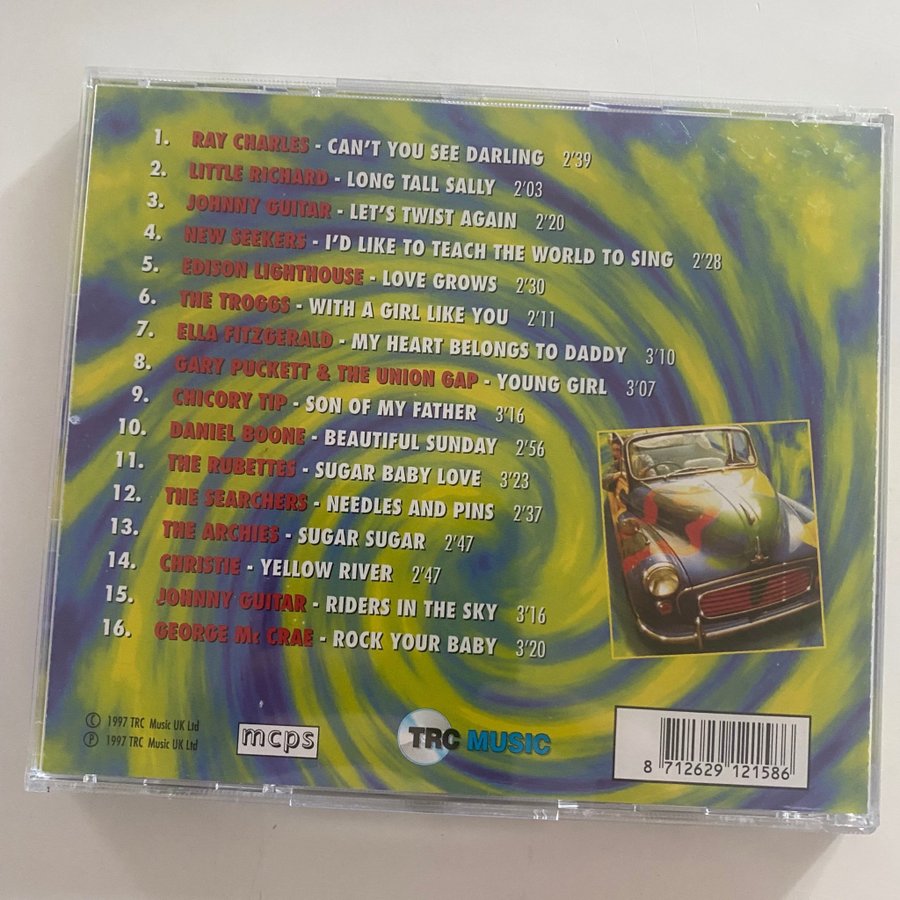 1. RAY CHARLES - CAN'T YOU SEE DARLING 2'39
2. LITTLE RICHARD - LONG TALL SALLY 2'03
3. JOHNNY GUITAR - LET'S TWIST AGAIN 2'20
4. NEW SEEKERS - I'D LIKE TO TEACH THE WORLD TO SING 2'28
5. EDISON LIGHTHOUSE - LOVE GROWS 2'30
6. THE TROGGS - WITH A GIRL LIKE YOU 2'11
7. ELLA FITZGERALD - MY HEART BELONGS TO DADDY 3'10
8. GARY PUCKETT & THE UNION GAP - YOUNG GIRL 3'07
9. CHICORY TIP - SON OF MY FATHER 3'16
10. DANIEL BOONE - BEAUTIFUL SUNDAY 2'56
11. THE RUBETTES - SUGAR BABY LOVE 3'23
12. THE SEARCHERS - NEEDLES AND PINS 2'37
13. THE ARCHIES - SUGAR SUGAR 2'47
14. CHRISTIE - YELLOW RIVER 2'47
15. JOHNNY GUITAR - RIDERS IN THE SKY 3'16
16. GEORGE Mc CRAE - ROCK YOUR BABY 3'20
© 1997 TRC Music UK Ltd
℗ 1997 TRC Music UK Ltd
mcps
TRC MUSIC
8 712629 121586